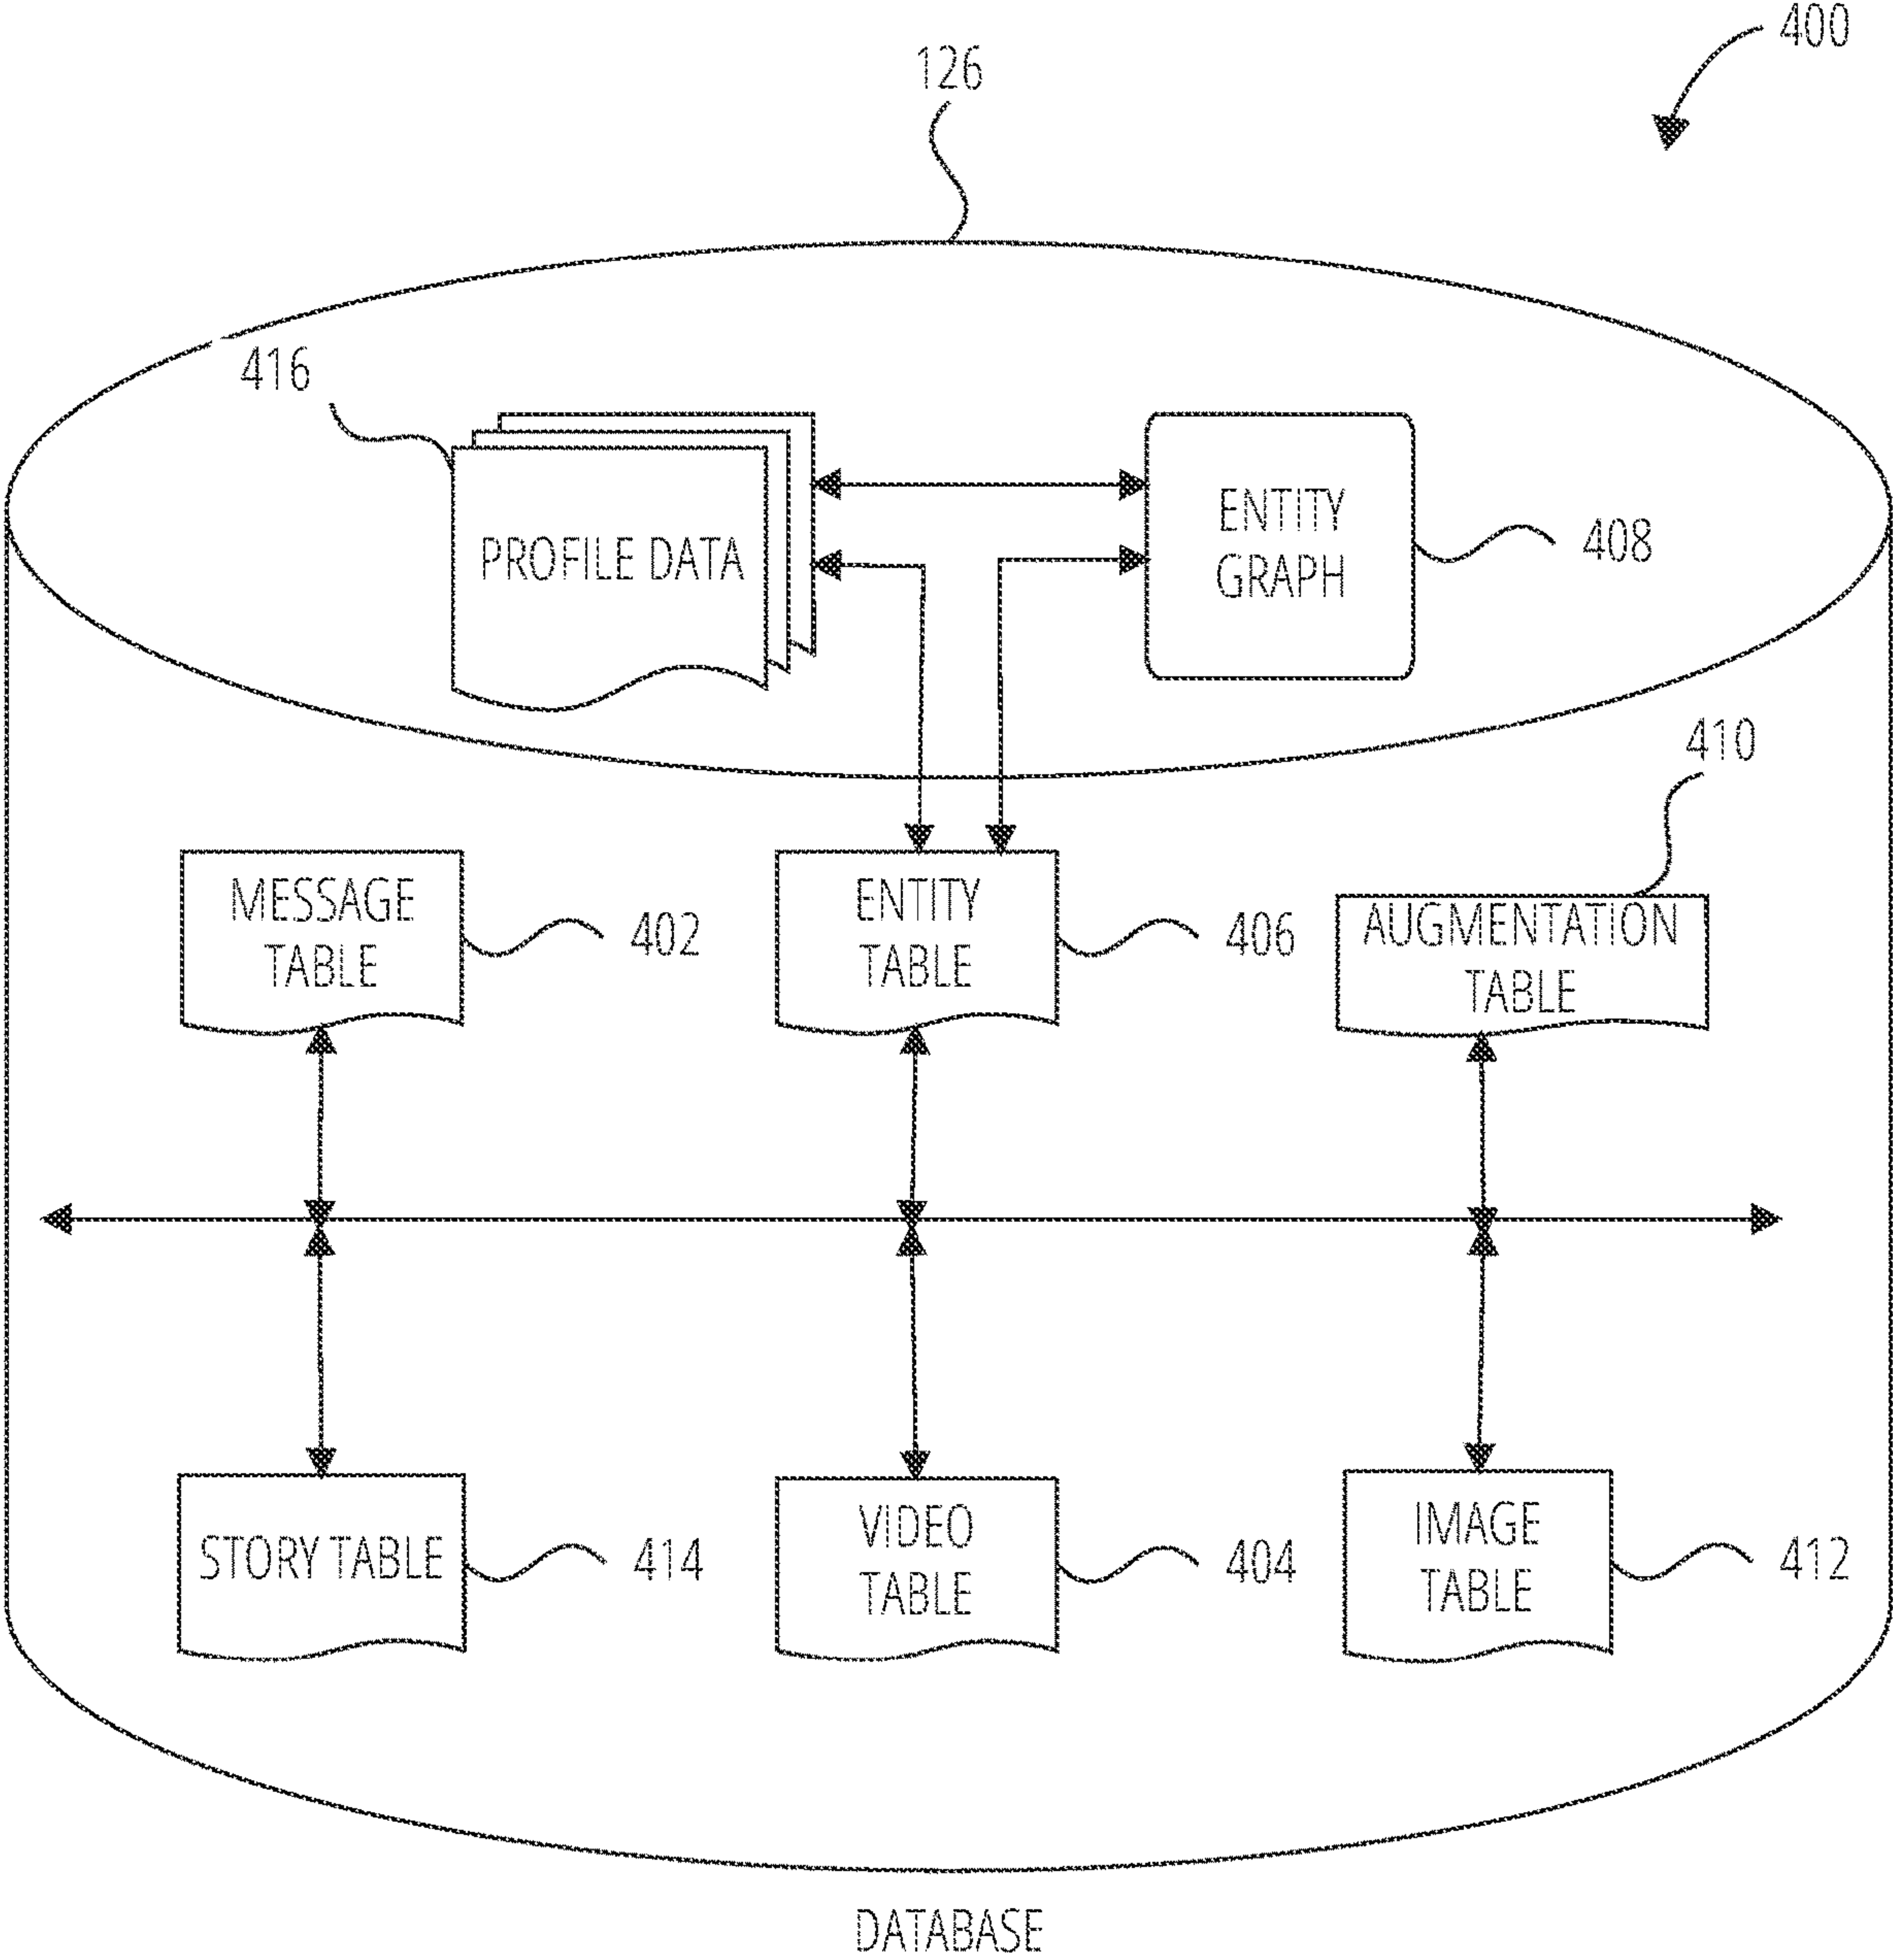 400
126
416
PROFILE DATA
ENTITY
GRAPH
408
410
MESSAGE
TABLE
402
ENTITY
TABLE
406
AUGMENTATION
TABLE
STORY TABLE
414
VIDEO
TABLE
404
IMAGE
TABLE
412
DATABASE